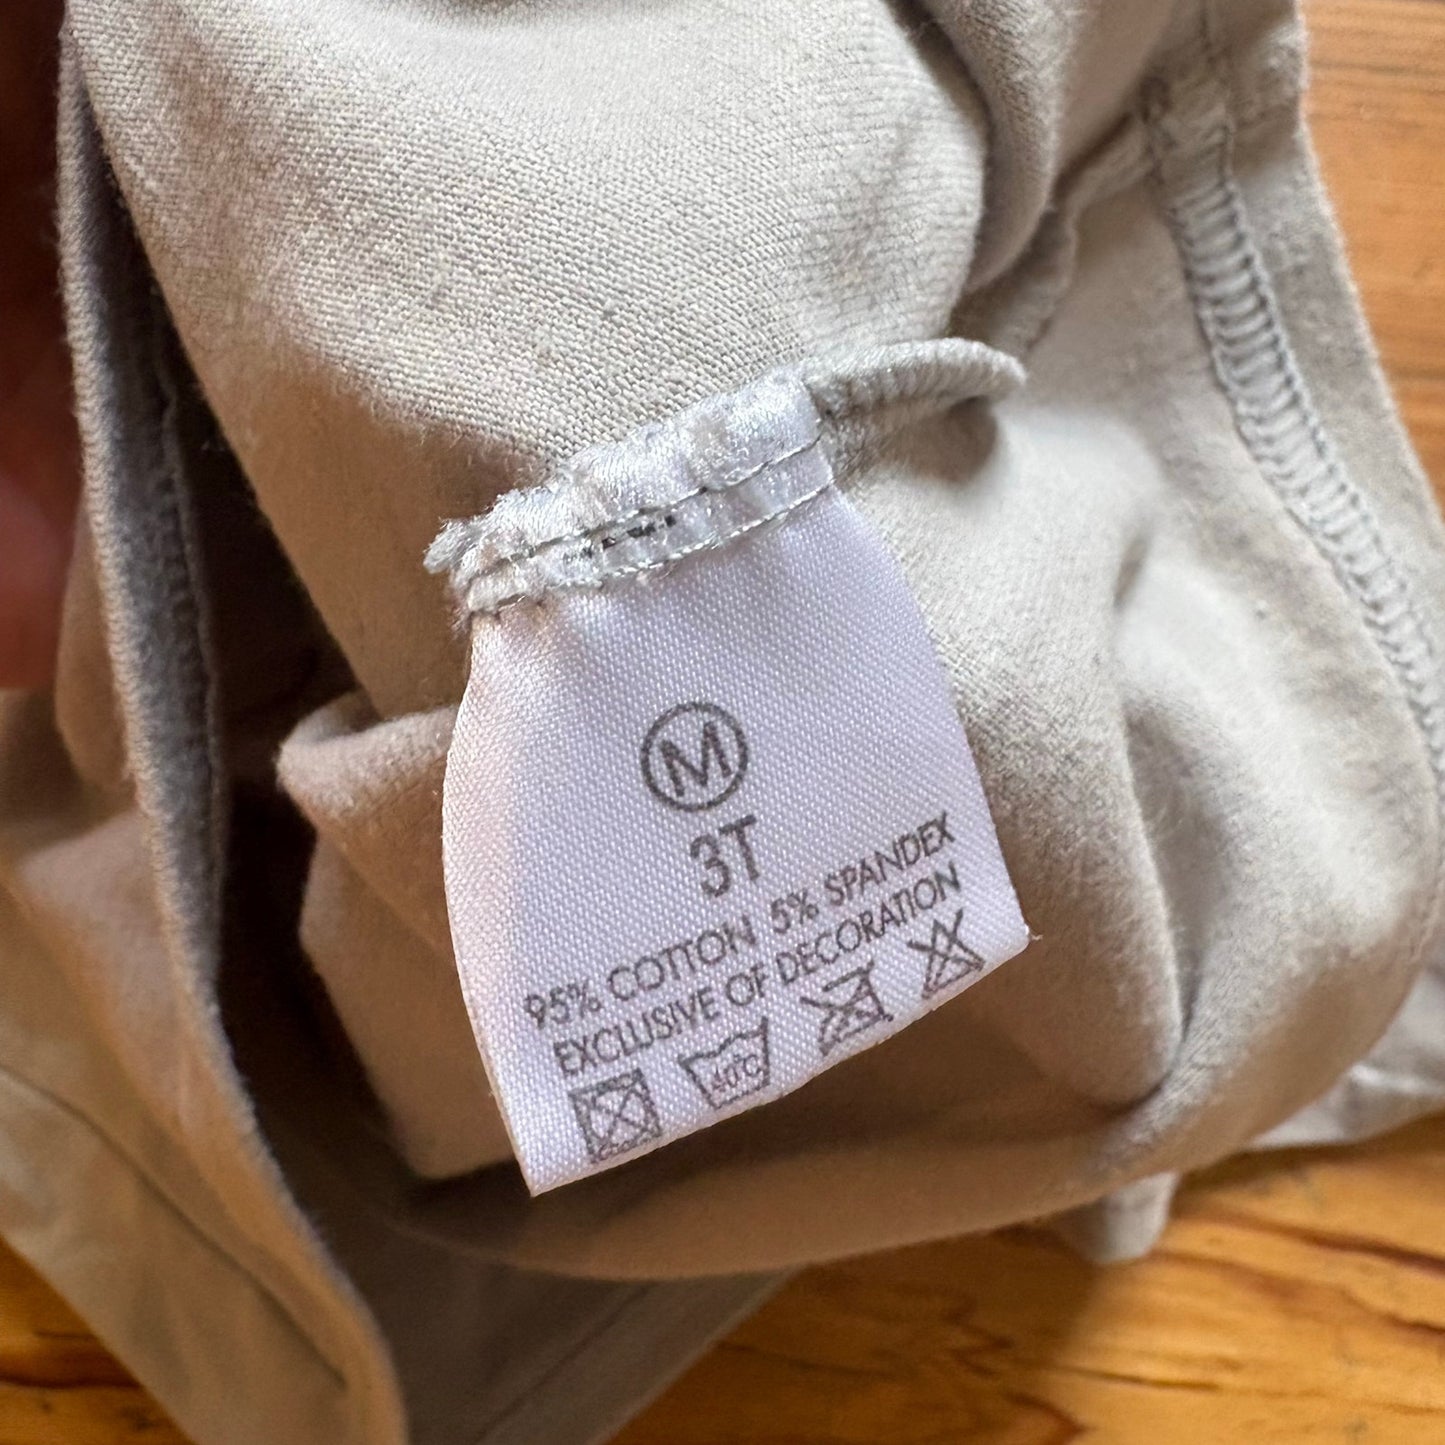 M
3T
95% COTTON 5% SPANDEX
EXCLUSIVE OF DECORATION
40°C